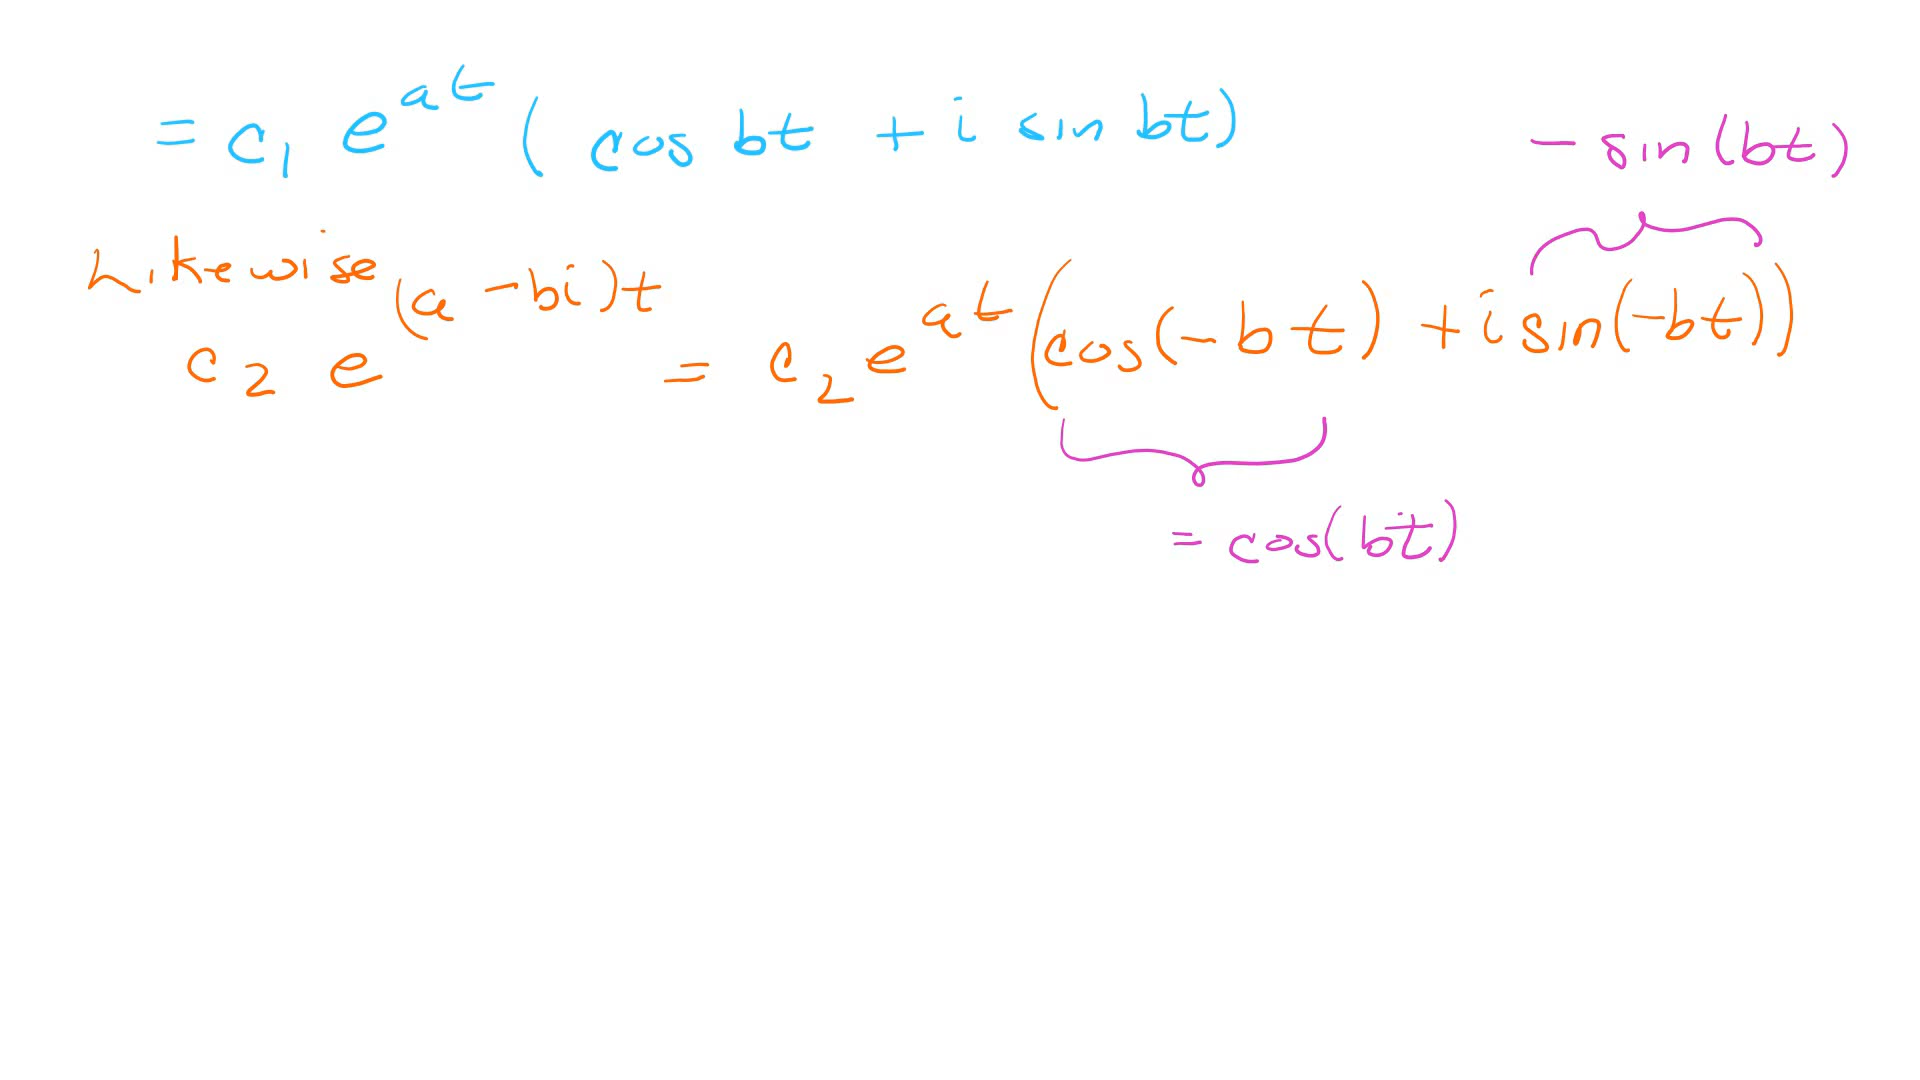 = c₁ e^{at} ( cos bt + i sin bt)
- sin(bt)
Likewise
c₂ e^{(a - bi)t} = c₂ e^{at} (cos(-bt) + i sin(-bt))
= cos(bt)